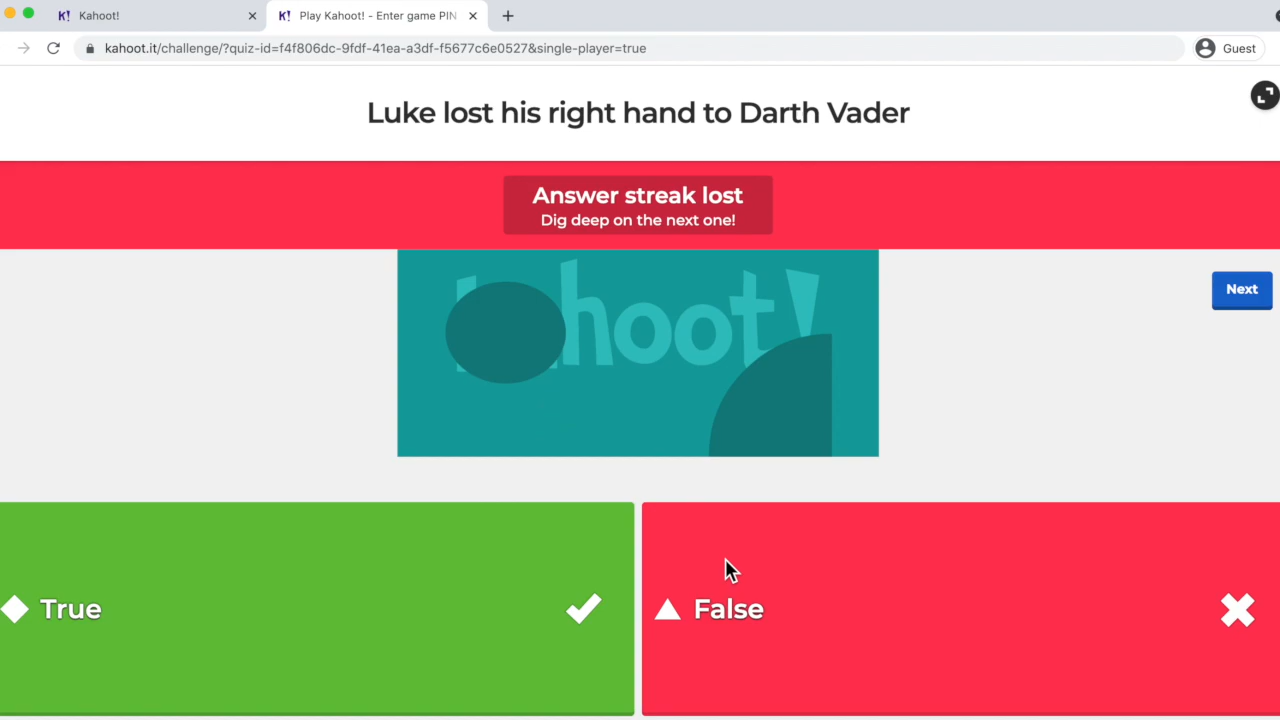 K! Kahoot!
K! Play Kahoot! - Enter game PIN
kahoot.it/challenge/?quiz-id=f4f806dc-9fdf-41ea-a3df-f5677c6e0527&single-player=true
Guest
Luke lost his right hand to Darth Vader
Answer streak lost
Dig deep on the next one!
hoot!
Next
True
False